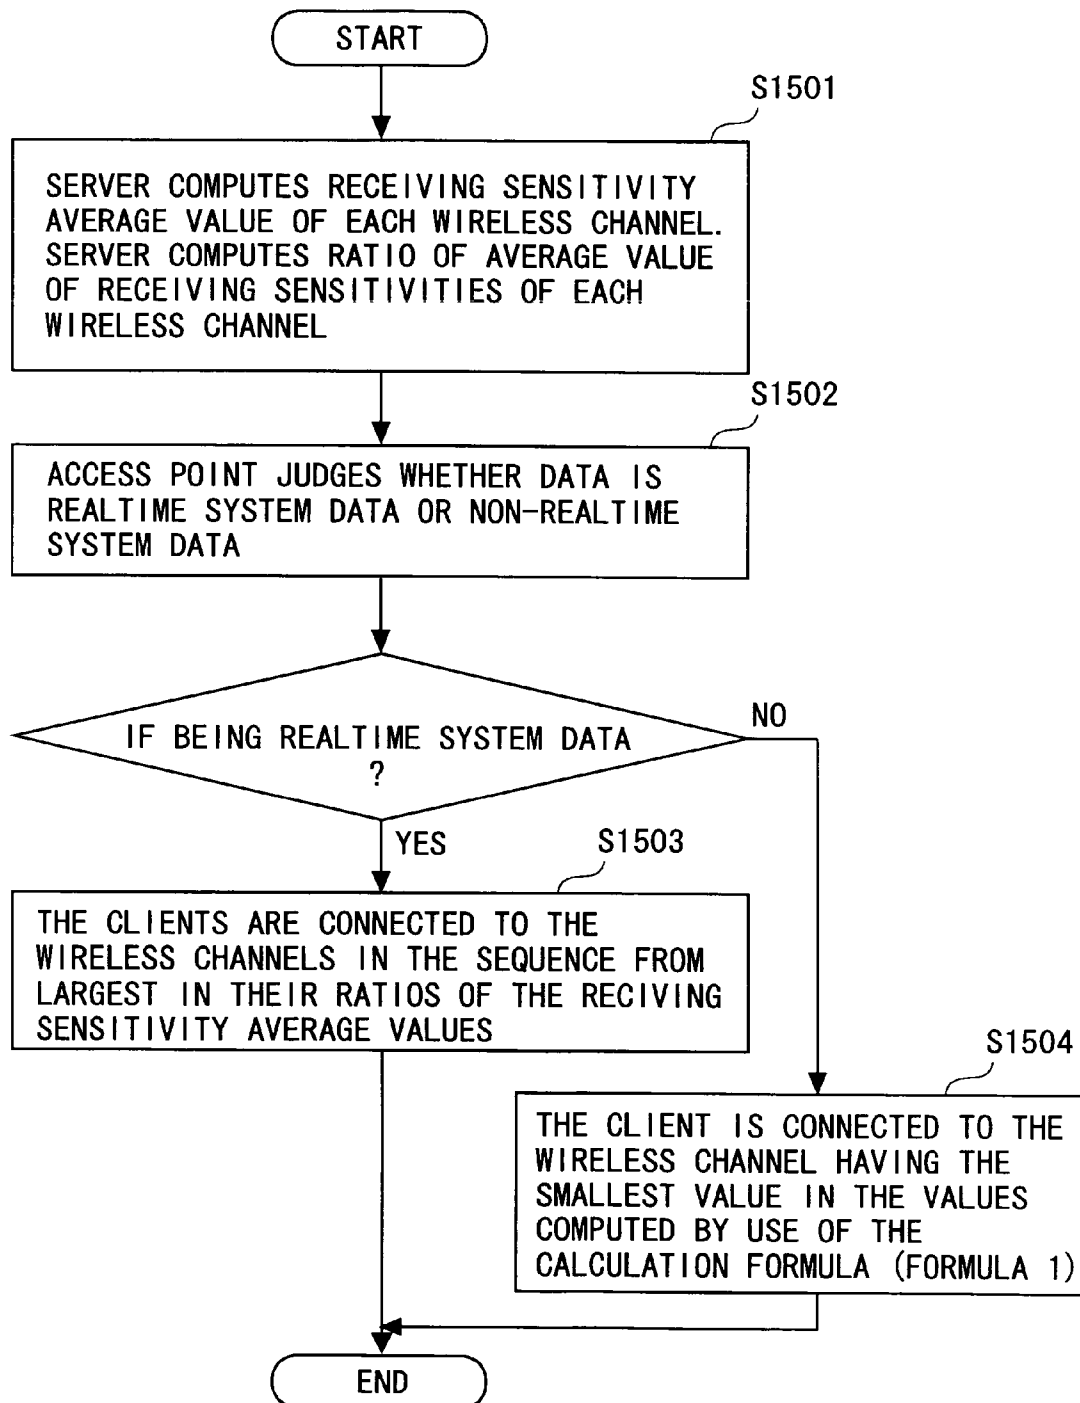 START
S1501
SERVER COMPUTES RECEIVING SENSITIVITY
AVERAGE VALUE OF EACH WIRELESS CHANNEL.
SERVER COMPUTES RATIO OF AVERAGE VALUE
OF RECEIVING SENSITIVITIES OF EACH
WIRELESS CHANNEL
S1502
ACCESS POINT JUDGES WHETHER DATA IS
REALTIME SYSTEM DATA OR NON-REALTIME
SYSTEM DATA
IF BEING REALTIME SYSTEM DATA
?
NO
YES
S1503
THE CLIENTS ARE CONNECTED TO THE
WIRELESS CHANNELS IN THE SEQUENCE FROM
LARGEST IN THEIR RATIOS OF THE RECIVING
SENSITIVITY AVERAGE VALUES
S1504
THE CLIENT IS CONNECTED TO THE
WIRELESS CHANNEL HAVING THE
SMALLEST VALUE IN THE VALUES
COMPUTED BY USE OF THE
CALCULATION FORMULA (FORMULA 1)
END